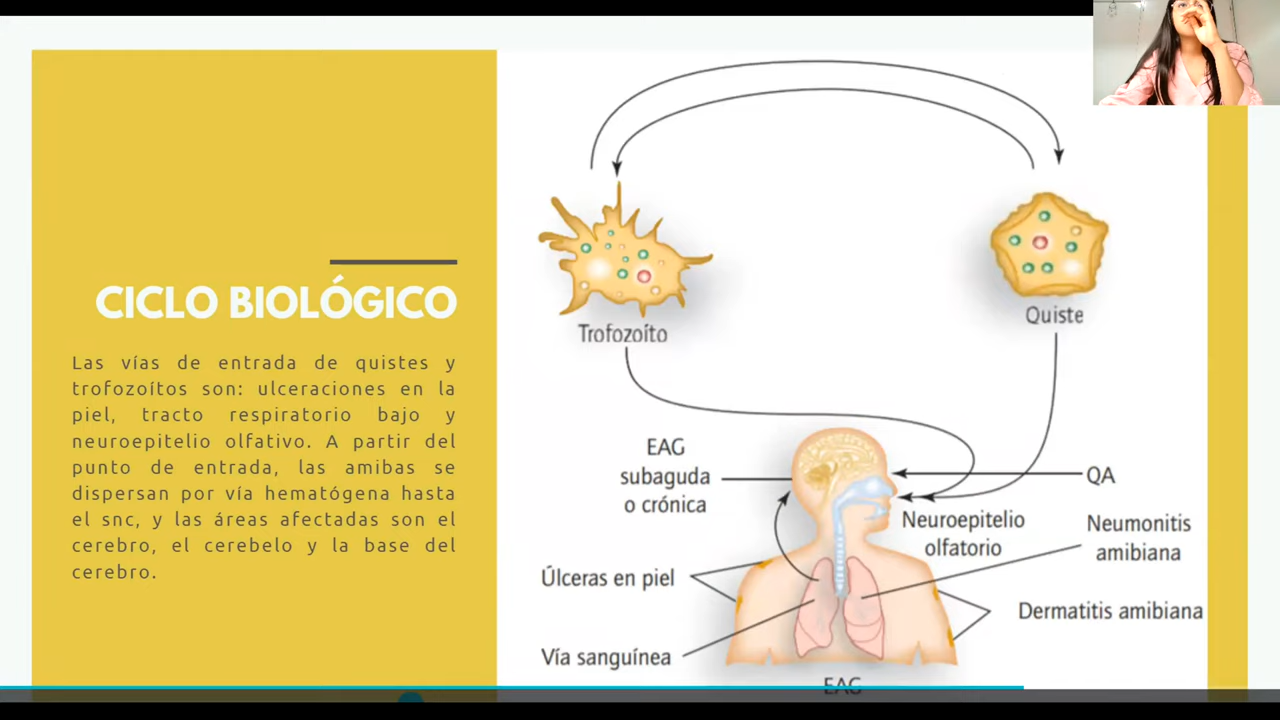 CICLO BIOLÓGICO
Las vías de entrada de quistes y
trofozoítos son: ulceraciones en la
piel, tracto respiratorio bajo y
neuroepitelio olfativo. A partir del
punto de entrada, las amibas se
dispersan por vía hematógena hasta
el snc, y las áreas afectadas son el
cerebro, el cerebelo y la base del
cerebro.
Trofozoíto
Quiste
EAG
subaguda
o crónica
QA
Neuroepitelio
olfatorio
Neumonitis
amibiana
Úlceras en piel
Dermatitis amibiana
Vía sanguínea
EAG